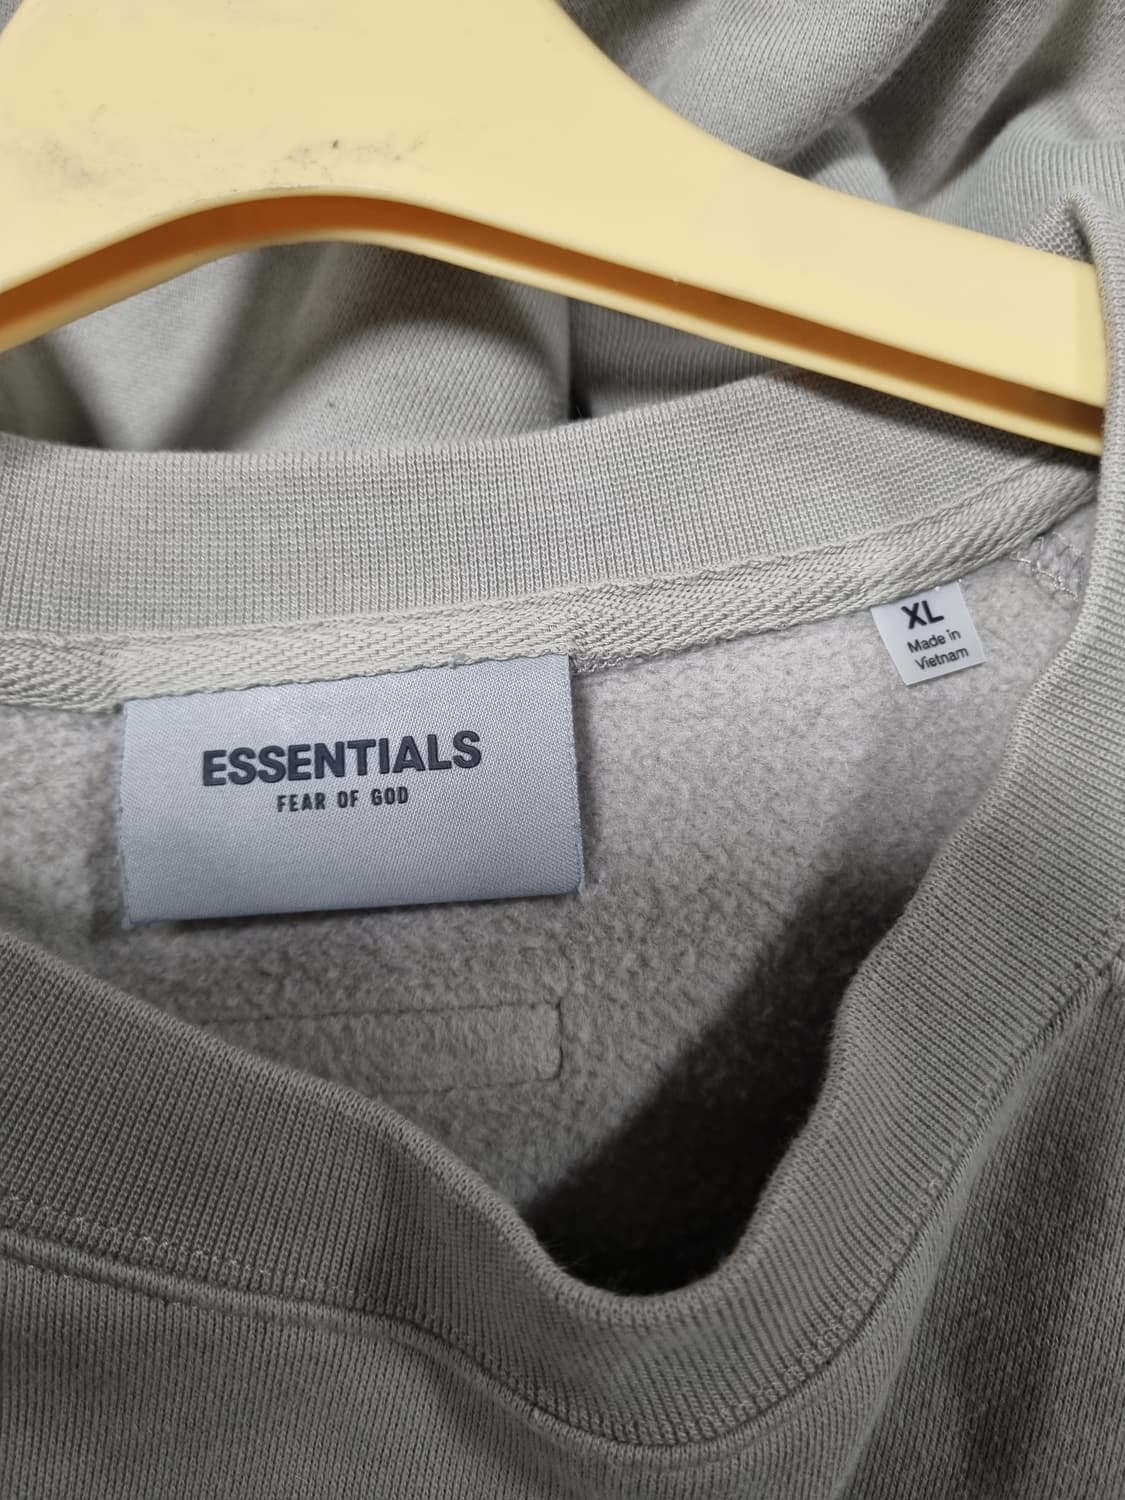 ESSENTIALS
FEAR OF GOD
XL
Made in
Vietnam